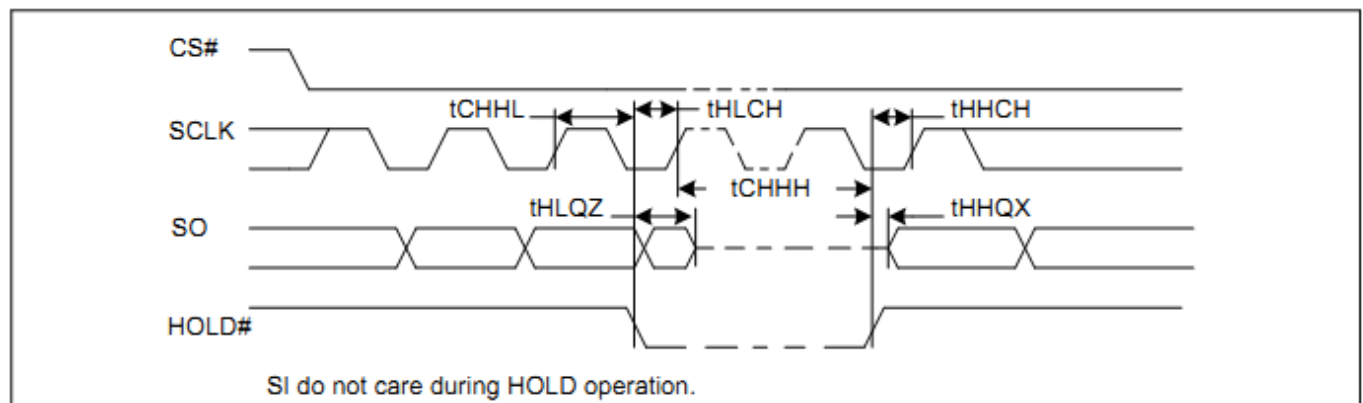 CS#
tCHHL
tHLCH
tHHCH
SCLK
tCHHH
tHLQZ
tHHQX
SO
HOLD#
SI do not care during HOLD operation.